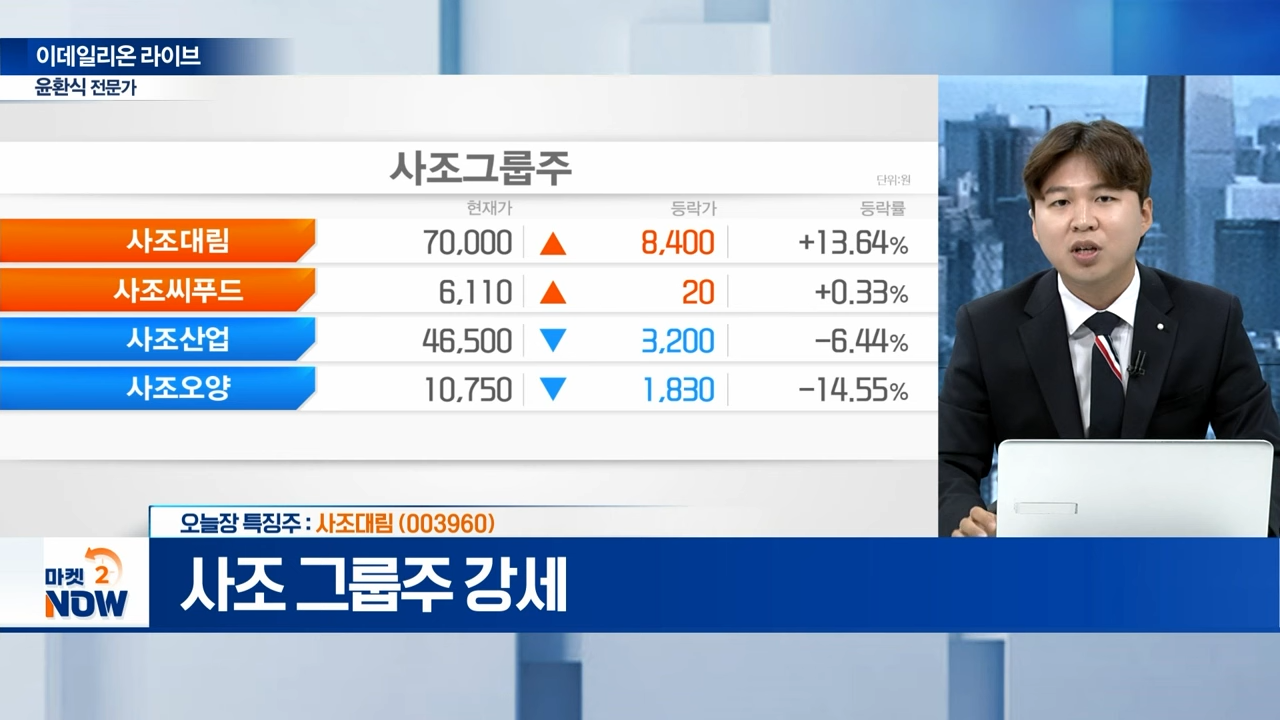 이데일리온 라이브
윤환식 전문가
사조그룹주
단위:원
현재가 등락가 등락률
사조대림 70,000 ▲ 8,400 +13.64%
사조씨푸드 6,110 ▲ 20 +0.33%
사조산업 46,500 ▼ 3,200 -6.44%
사조오양 10,750 ▼ 1,830 -14.55%
오늘장 특징주 : 사조대림 (003960)
마켓 2
NOW
사조 그룹주 강세